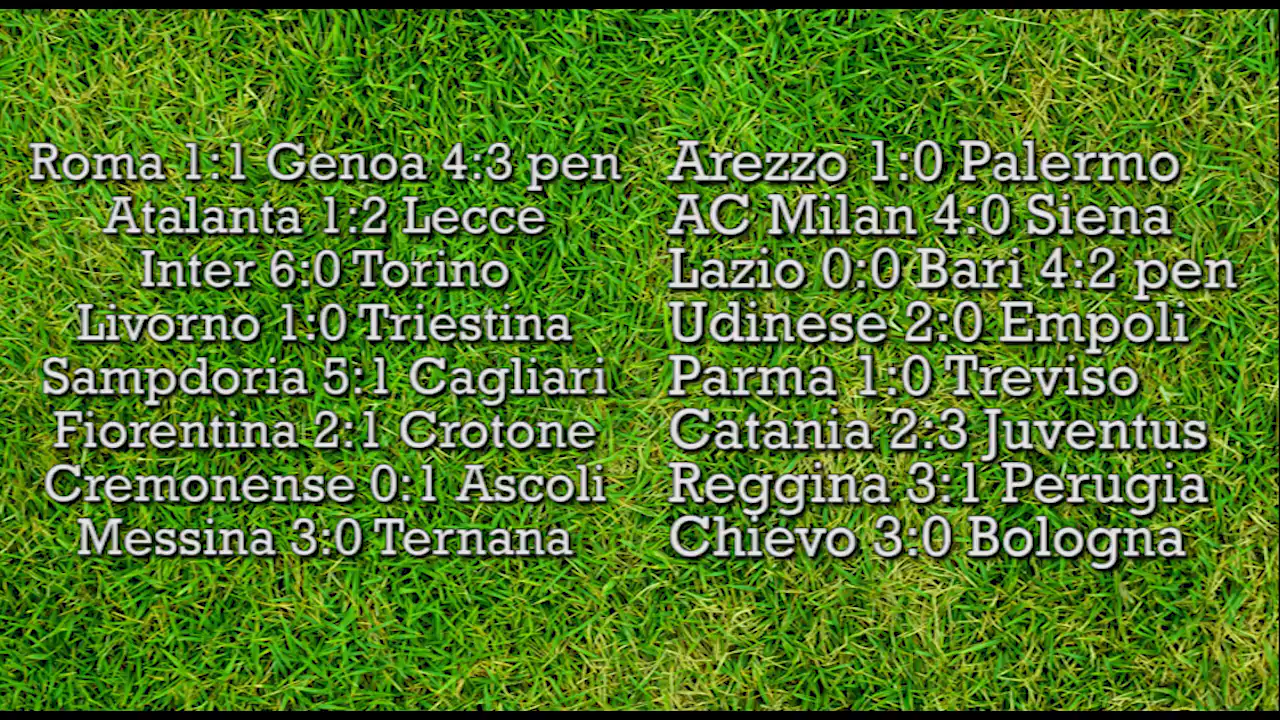 Roma 1:1 Genoa 4:3 pen
Atalanta 1:2 Lecce
Inter 6:0 Torino
Livorno 1:0 Triestina
Sampdoria 5:1 Cagliari
Fiorentina 2:1 Crotone
Cremonense 0:1 Ascoli
Messina 3:0 Ternana
Arezzo 1:0 Palermo
AC Milan 4:0 Siena
Lazio 0:0 Bari 4:2 pen
Udinese 2:0 Empoli
Parma 1:0 Treviso
Catania 2:3 Juventus
Reggina 3:1 Perugia
Chievo 3:0 Bologna